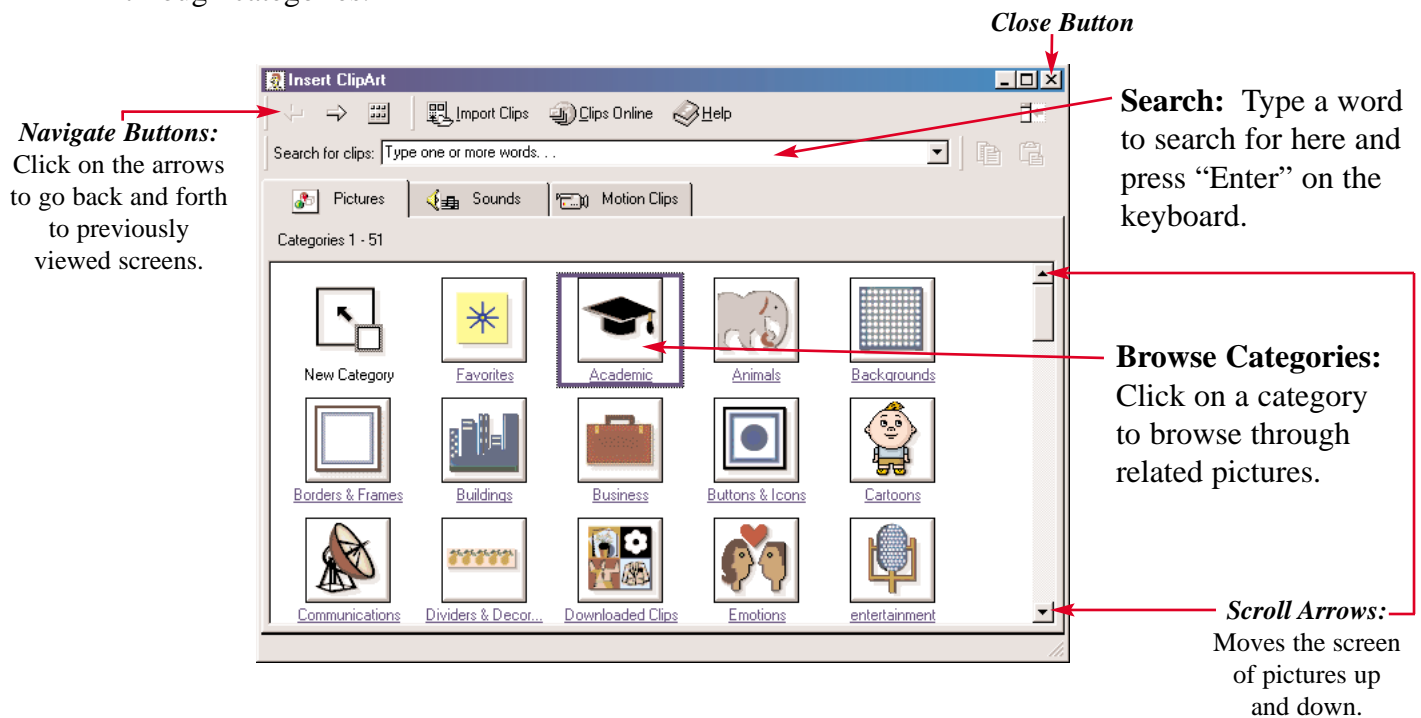 Close Button
Insert ClipArt
Import Clips Clips Online Help
Search for clips: Type one or more words. . .
Pictures Sounds Motion Clips
Categories 1 - 51
New Category Favorites Academic Animals Backgrounds
Borders & Frames Buildings Business Buttons & Icons Cartoons
Communications Dividers & Decor... Downloaded Clips Emotions entertainment
Navigate Buttons:
Click on the arrows
to go back and forth
to previously
viewed screens.
Search: Type a word
to search for here and
press “Enter” on the
keyboard.
Browse Categories:
Click on a category
to browse through
related pictures.
Scroll Arrows:
Moves the screen
of pictures up
and down.